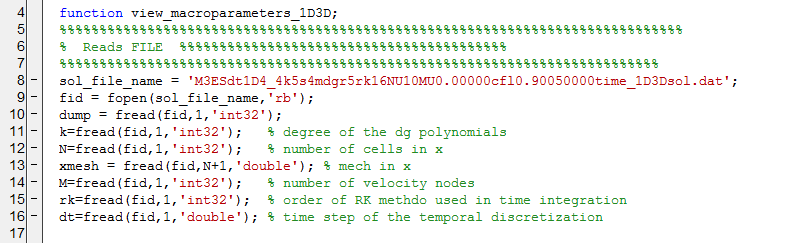 4 function view_macroparameters_1D3D;
5 %%%%%%%%%%%%%%%%%%%%%%%%%%%%%%%%%%%%%%%%%%%%%%%%%%%%%%%%%%%%%%%%%%%%%%%%%%%%%%%%
6 % Reads FILE %%%%%%%%%%%%%%%%%%%%%%%%%%%%%%%%%%%%%%%%%
7 %%%%%%%%%%%%%%%%%%%%%%%%%%%%%%%%%%%%%%%%%%%%%%%%%%%%%%%%%%%%%%%%%%%%%%%%%%%
8 - sol_file_name = 'M3ESdt1D4_4k5s4mdgr5rk16NU10MU0.00000cfl0.90050000time_1D3Dsol.dat';
9 - fid = fopen(sol_file_name,'rb');
10 - dump = fread(fid,1,'int32');
11 - k=fread(fid,1,'int32'); % degree of the dg polynomials
12 - N=fread(fid,1,'int32'); % number of cells in x
13 - xmesh = fread(fid,N+1,'double'); % mech in x
14 - M=fread(fid,1,'int32'); % number of velocity nodes
15 - rk=fread(fid,1,'int32'); % order of RK methdo used in time integration
16 - dt=fread(fid,1,'double'); % time step of the temporal discretization
17